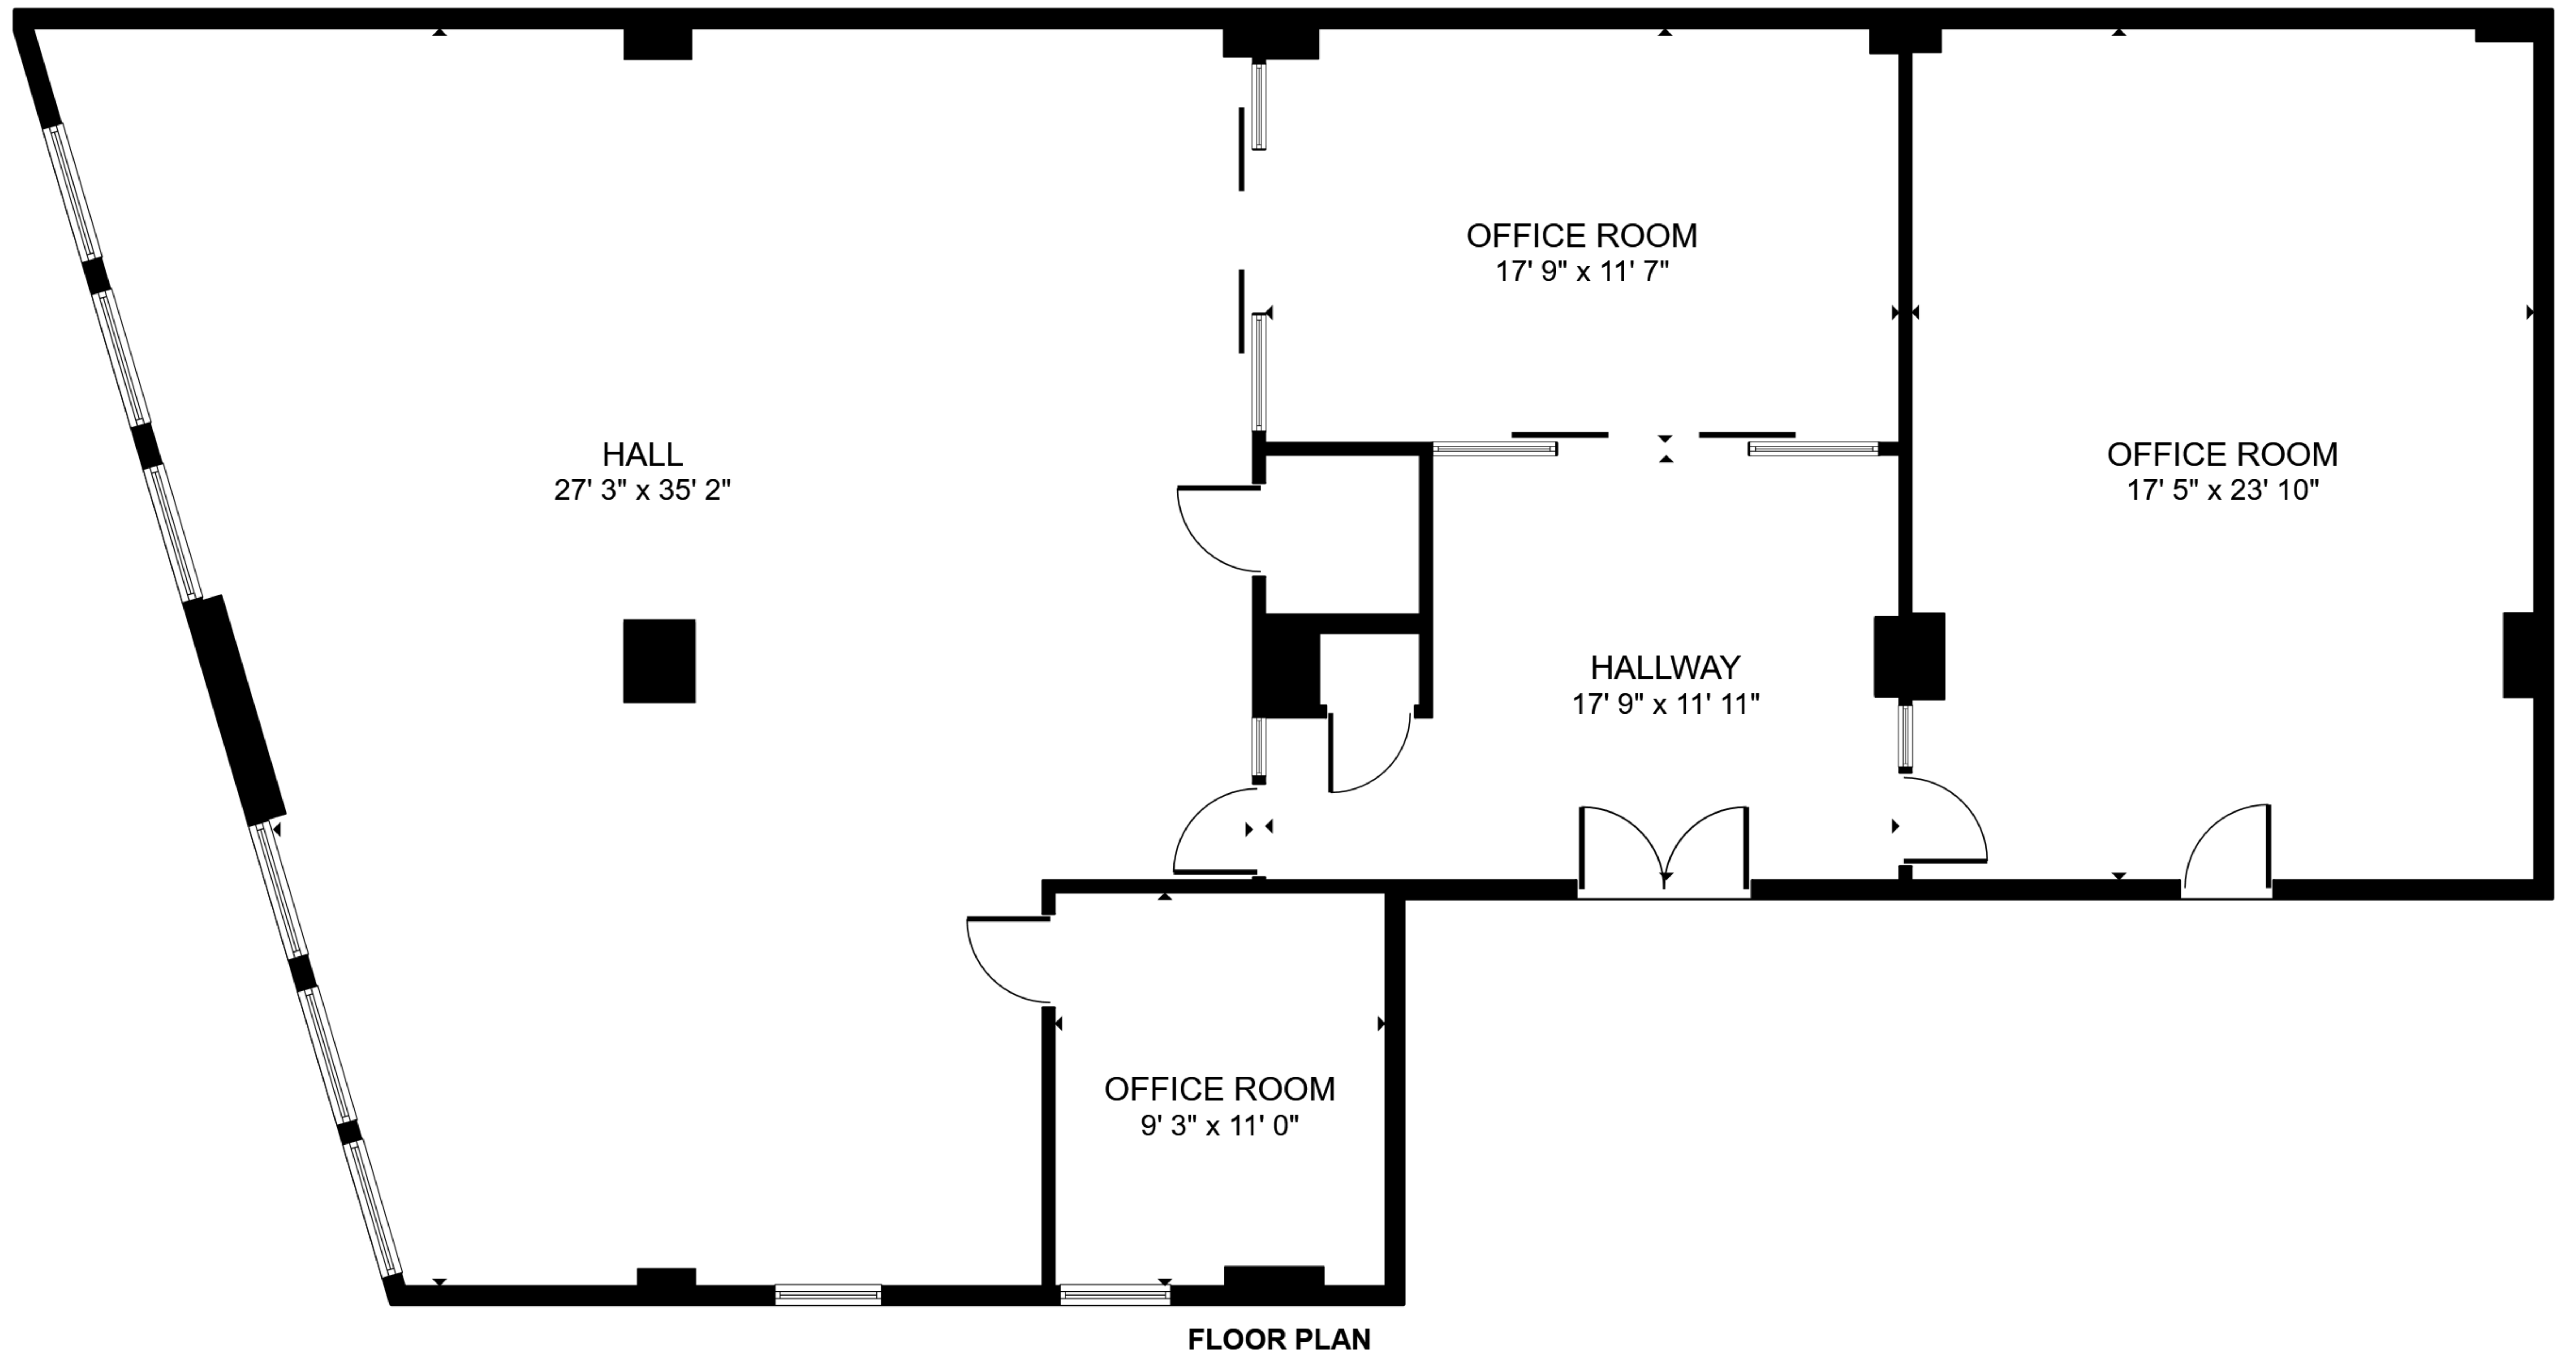 OFFICE ROOM
17' 9" x 11' 7"
HALL
27' 3" x 35' 2"
OFFICE ROOM
17' 5" x 23' 10"
HALLWAY
17' 9" x 11' 11"
OFFICE ROOM
9' 3" x 11' 0"
FLOOR PLAN